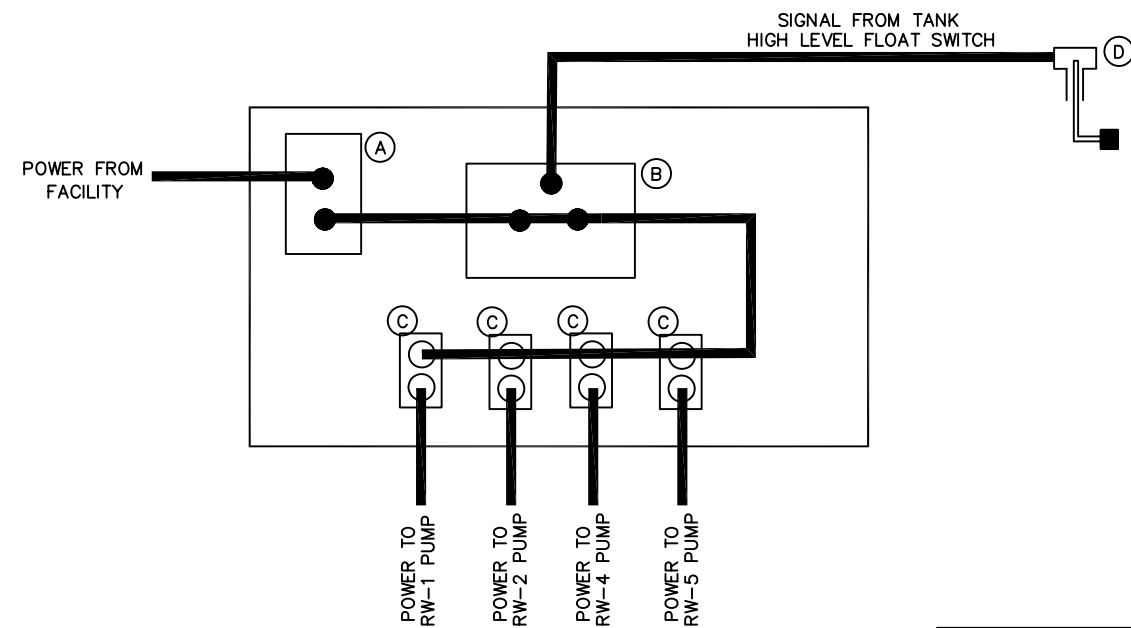 SIGNAL FROM TANK
HIGH LEVEL FLOAT SWITCH
D
A
POWER FROM
FACILITY
B
C
C
C
C
POWER TO
RW-1 PUMP
POWER TO
RW-2 PUMP
POWER TO
RW-4 PUMP
POWER TO
RW-5 PUMP